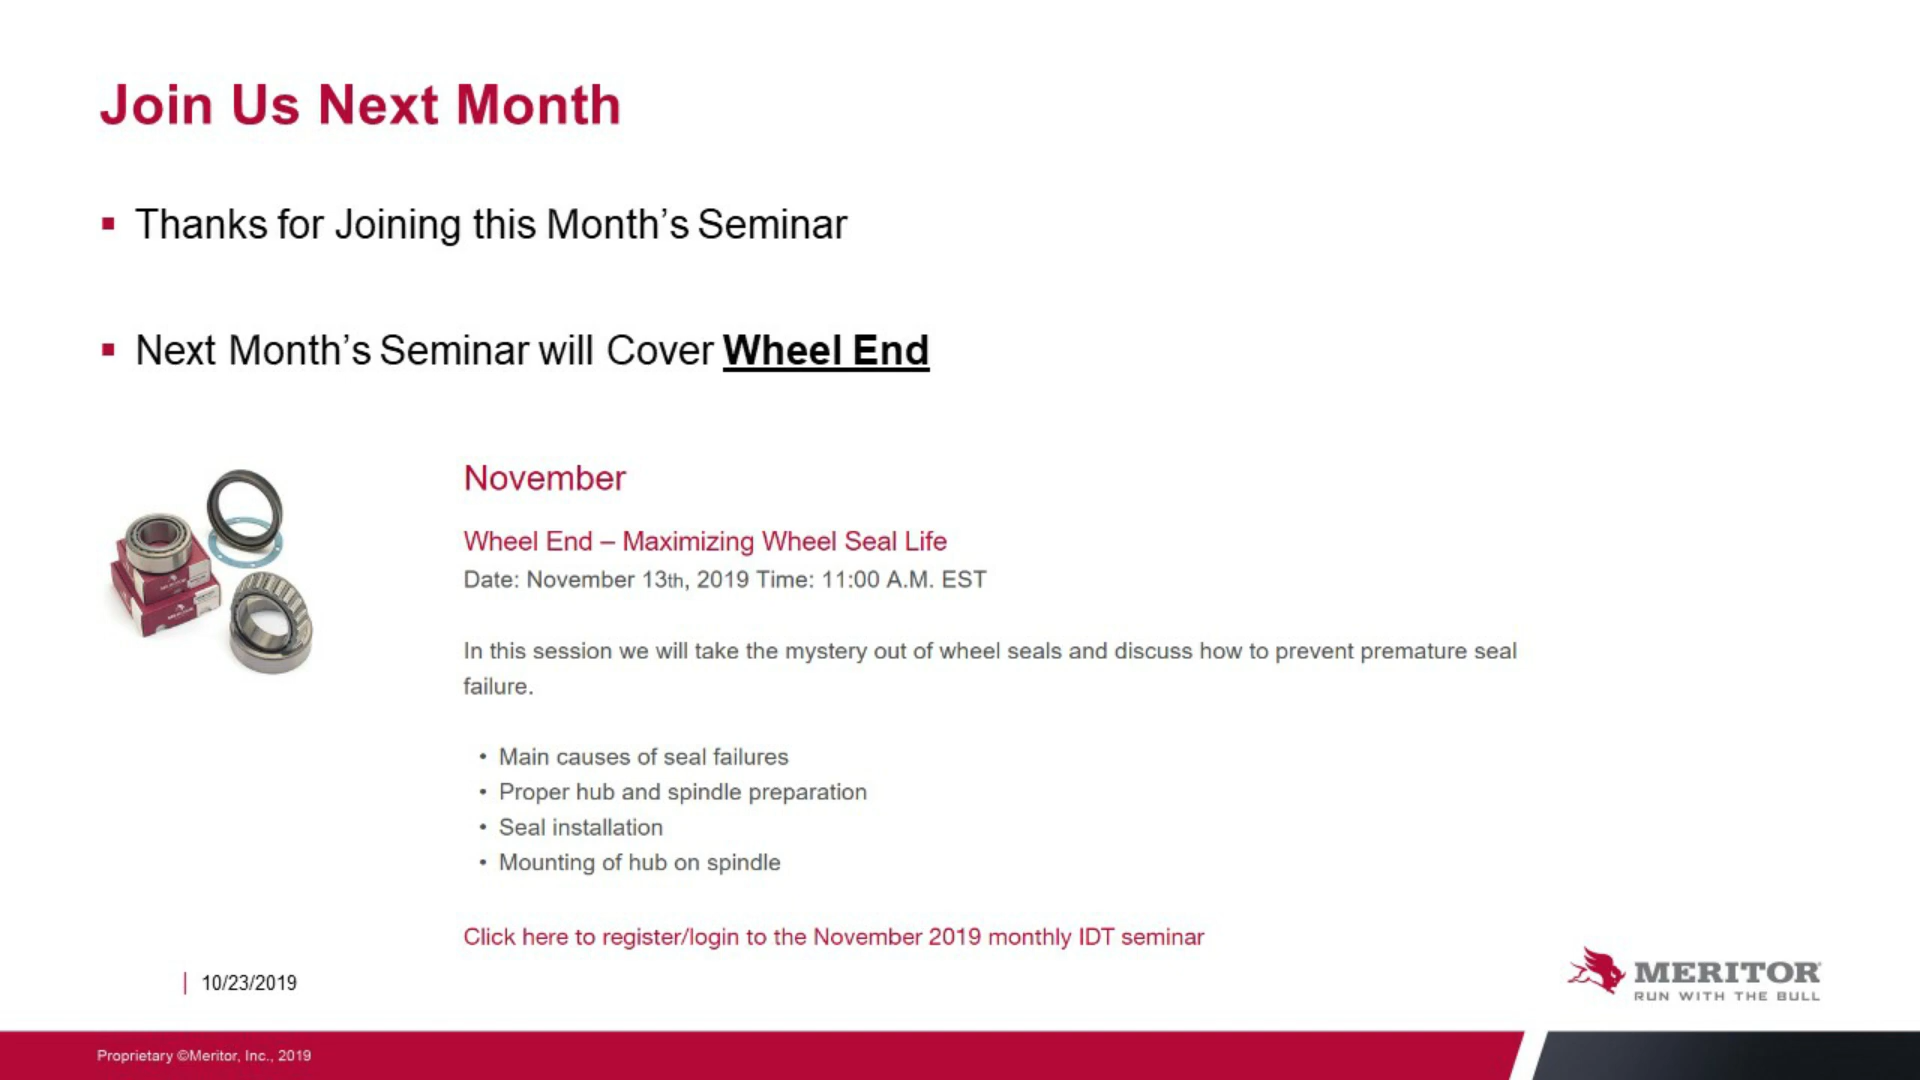 Join Us Next Month
▪ Thanks for Joining this Month's Seminar
▪ Next Month's Seminar will Cover Wheel End
November
Wheel End – Maximizing Wheel Seal Life
Date: November 13th, 2019 Time: 11:00 A.M. EST
In this session we will take the mystery out of wheel seals and discuss how to prevent premature seal
failure.
• Main causes of seal failures
• Proper hub and spindle preparation
• Seal installation
• Mounting of hub on spindle
Click here to register/login to the November 2019 monthly IDT seminar
10/23/2019
MERITOR
RUN WITH THE BULL
Proprietary ©Meritor, Inc., 2019